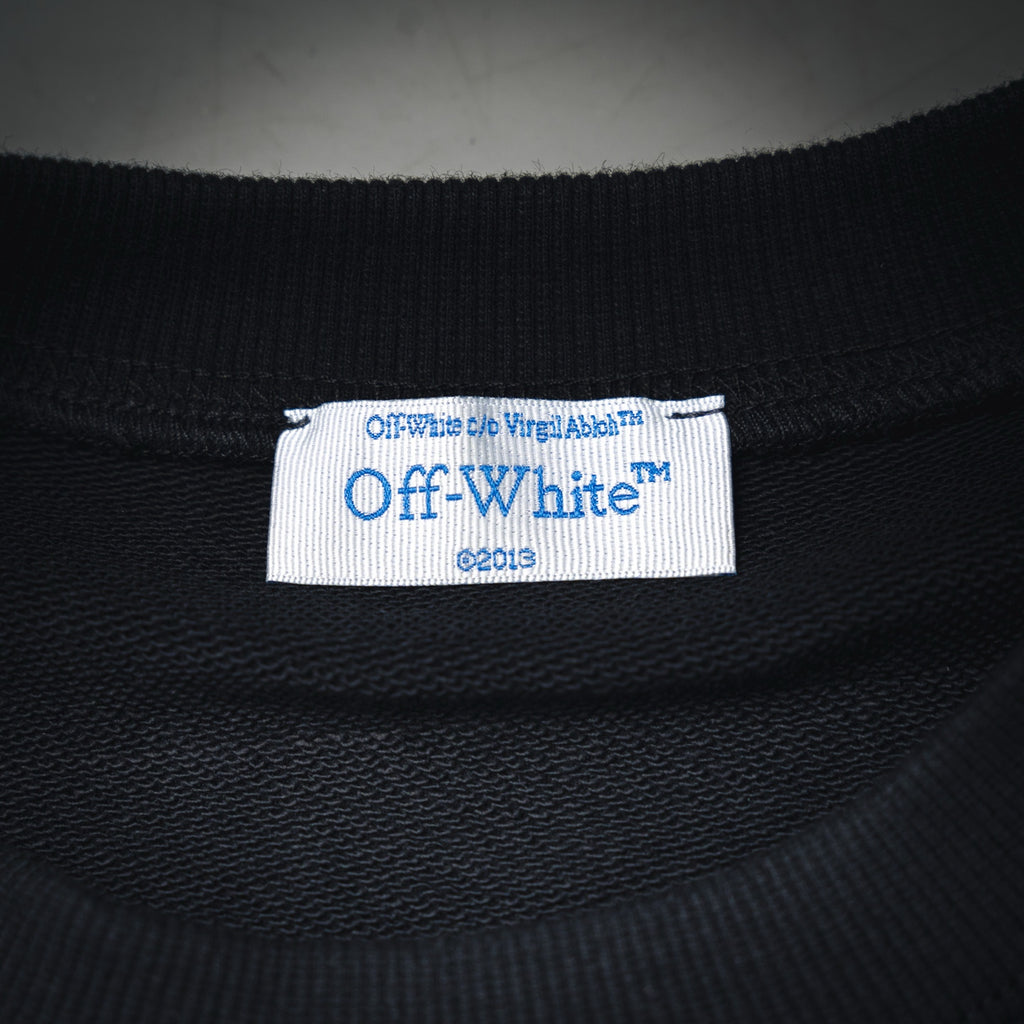 Off-White c/o Virgil Abloh™
Off-White™
©2013